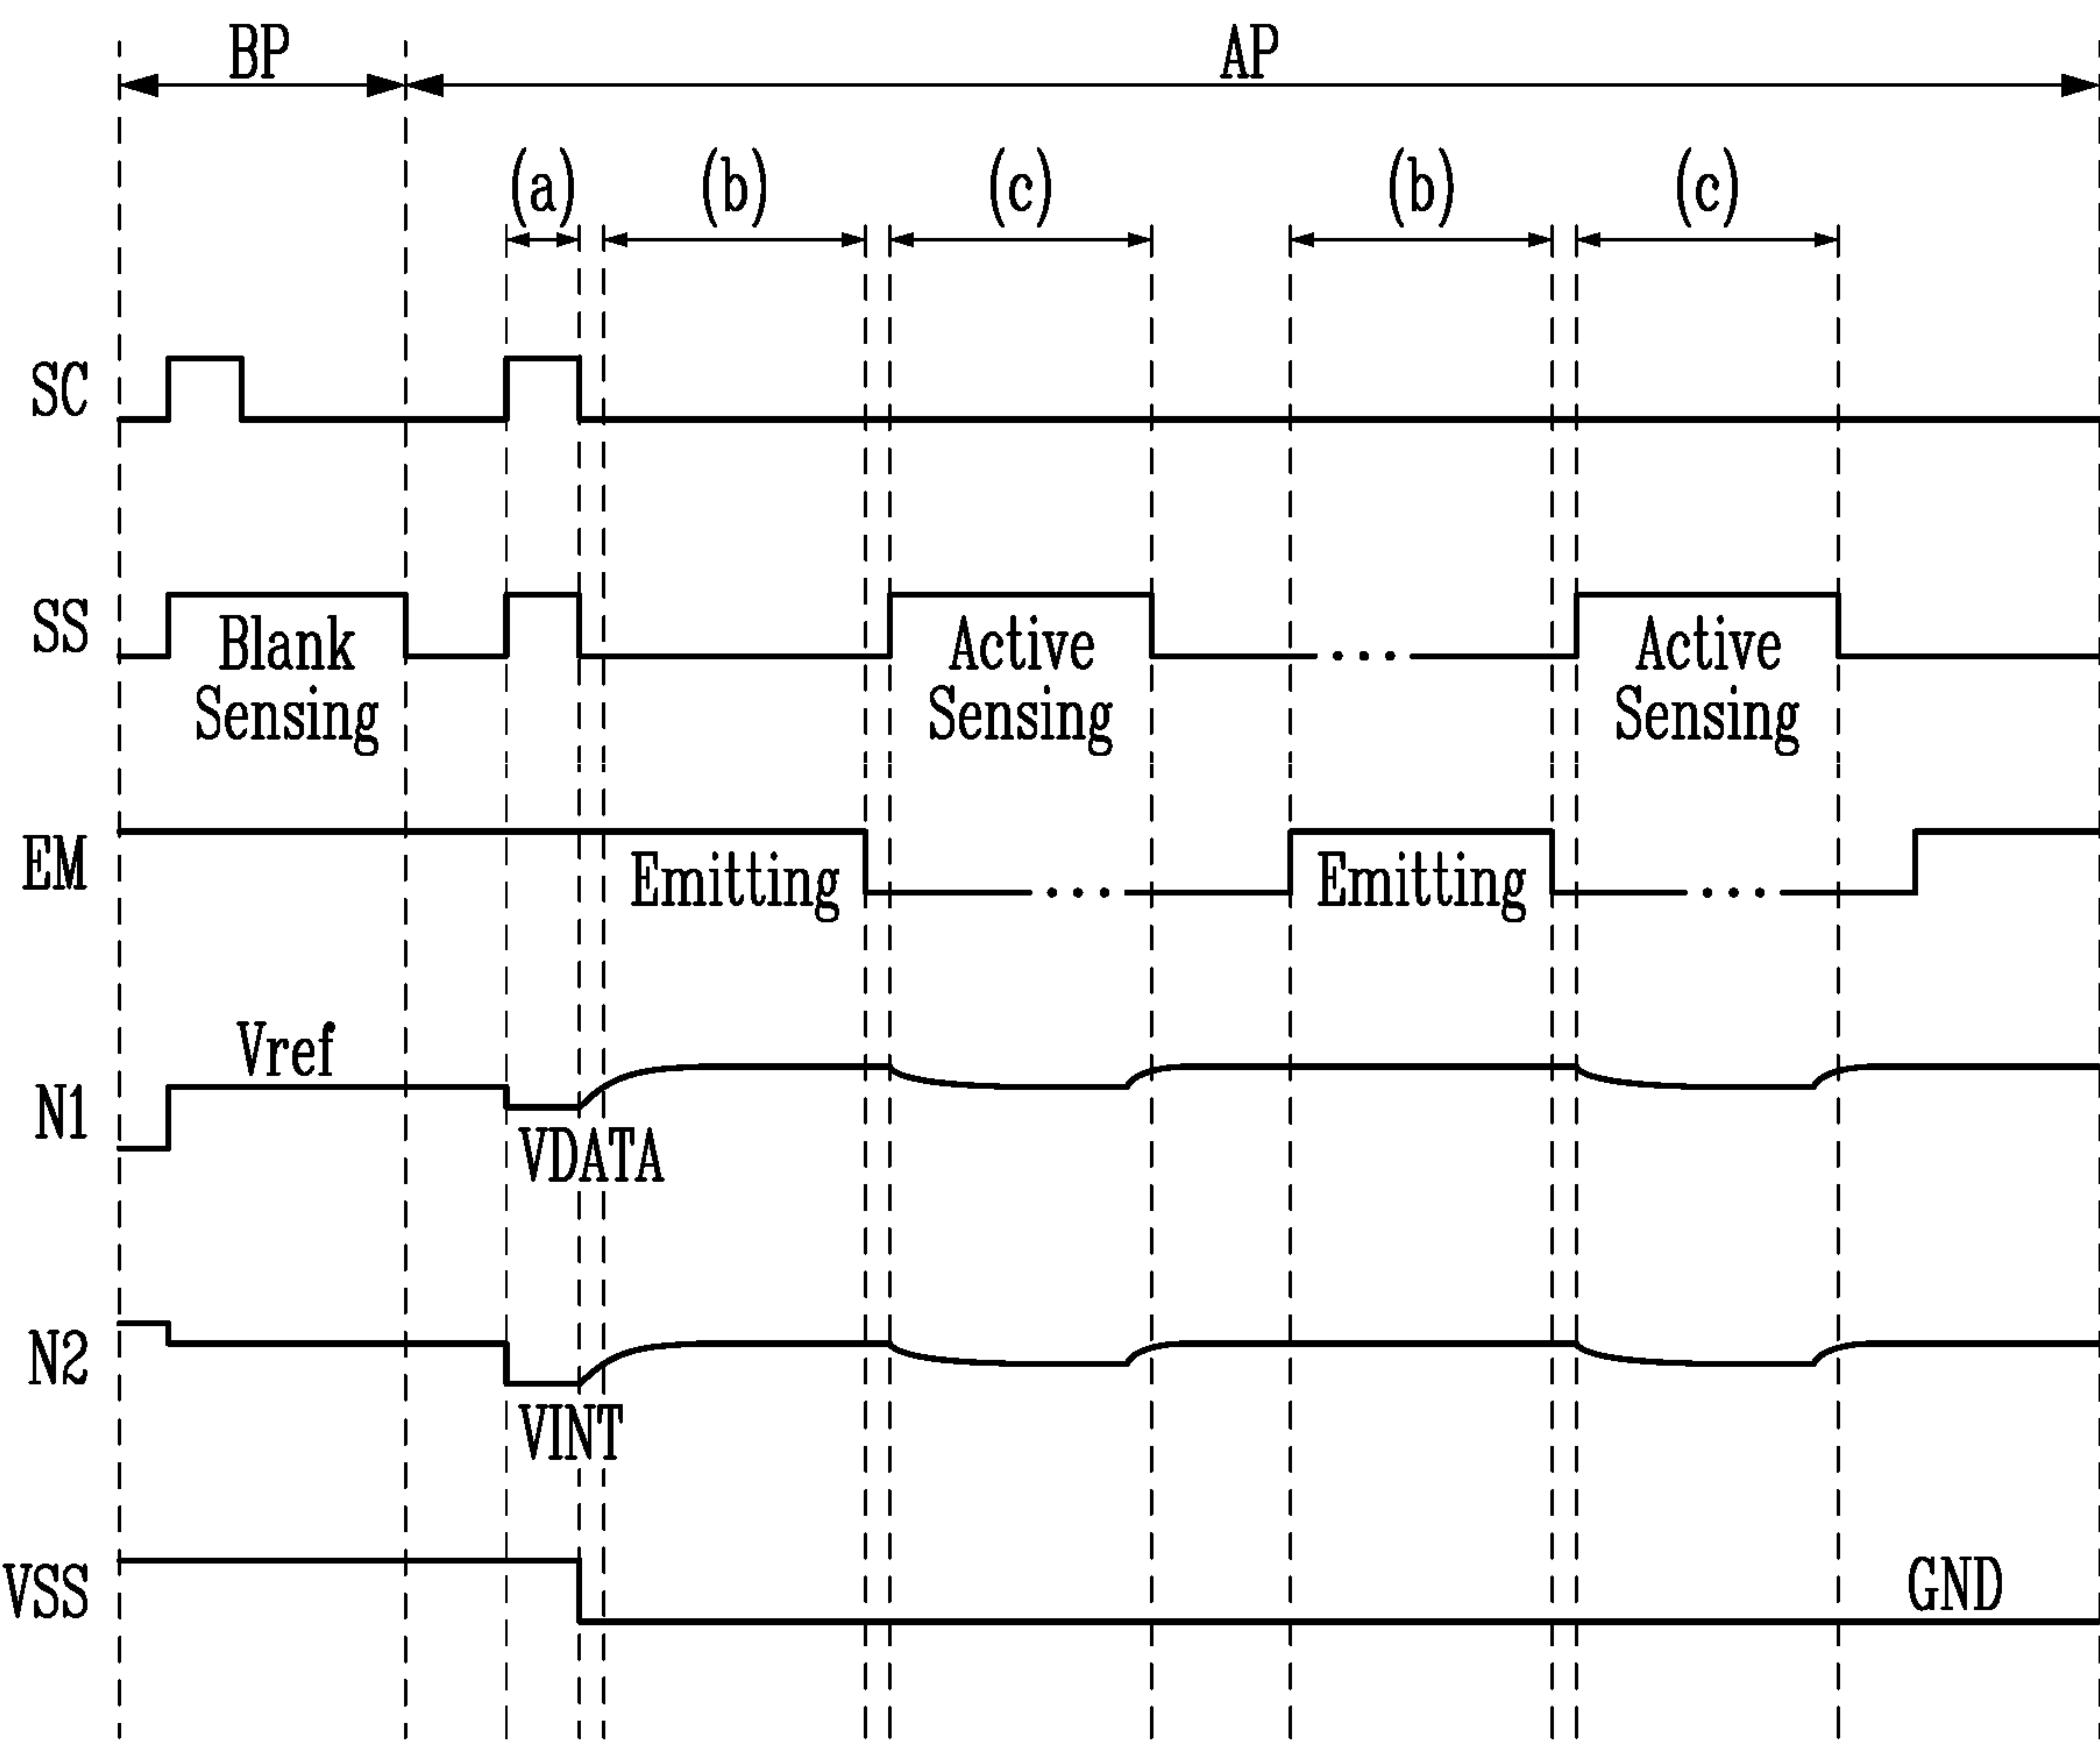 BP AP
(a) (b) (c) (b) (c)
SC
SS
Blank
Sensing
Active
Sensing
Active
Sensing
EM
Emitting ... Emitting ...
N1
Vref
VDATA
N2
VINT
VSS
GND